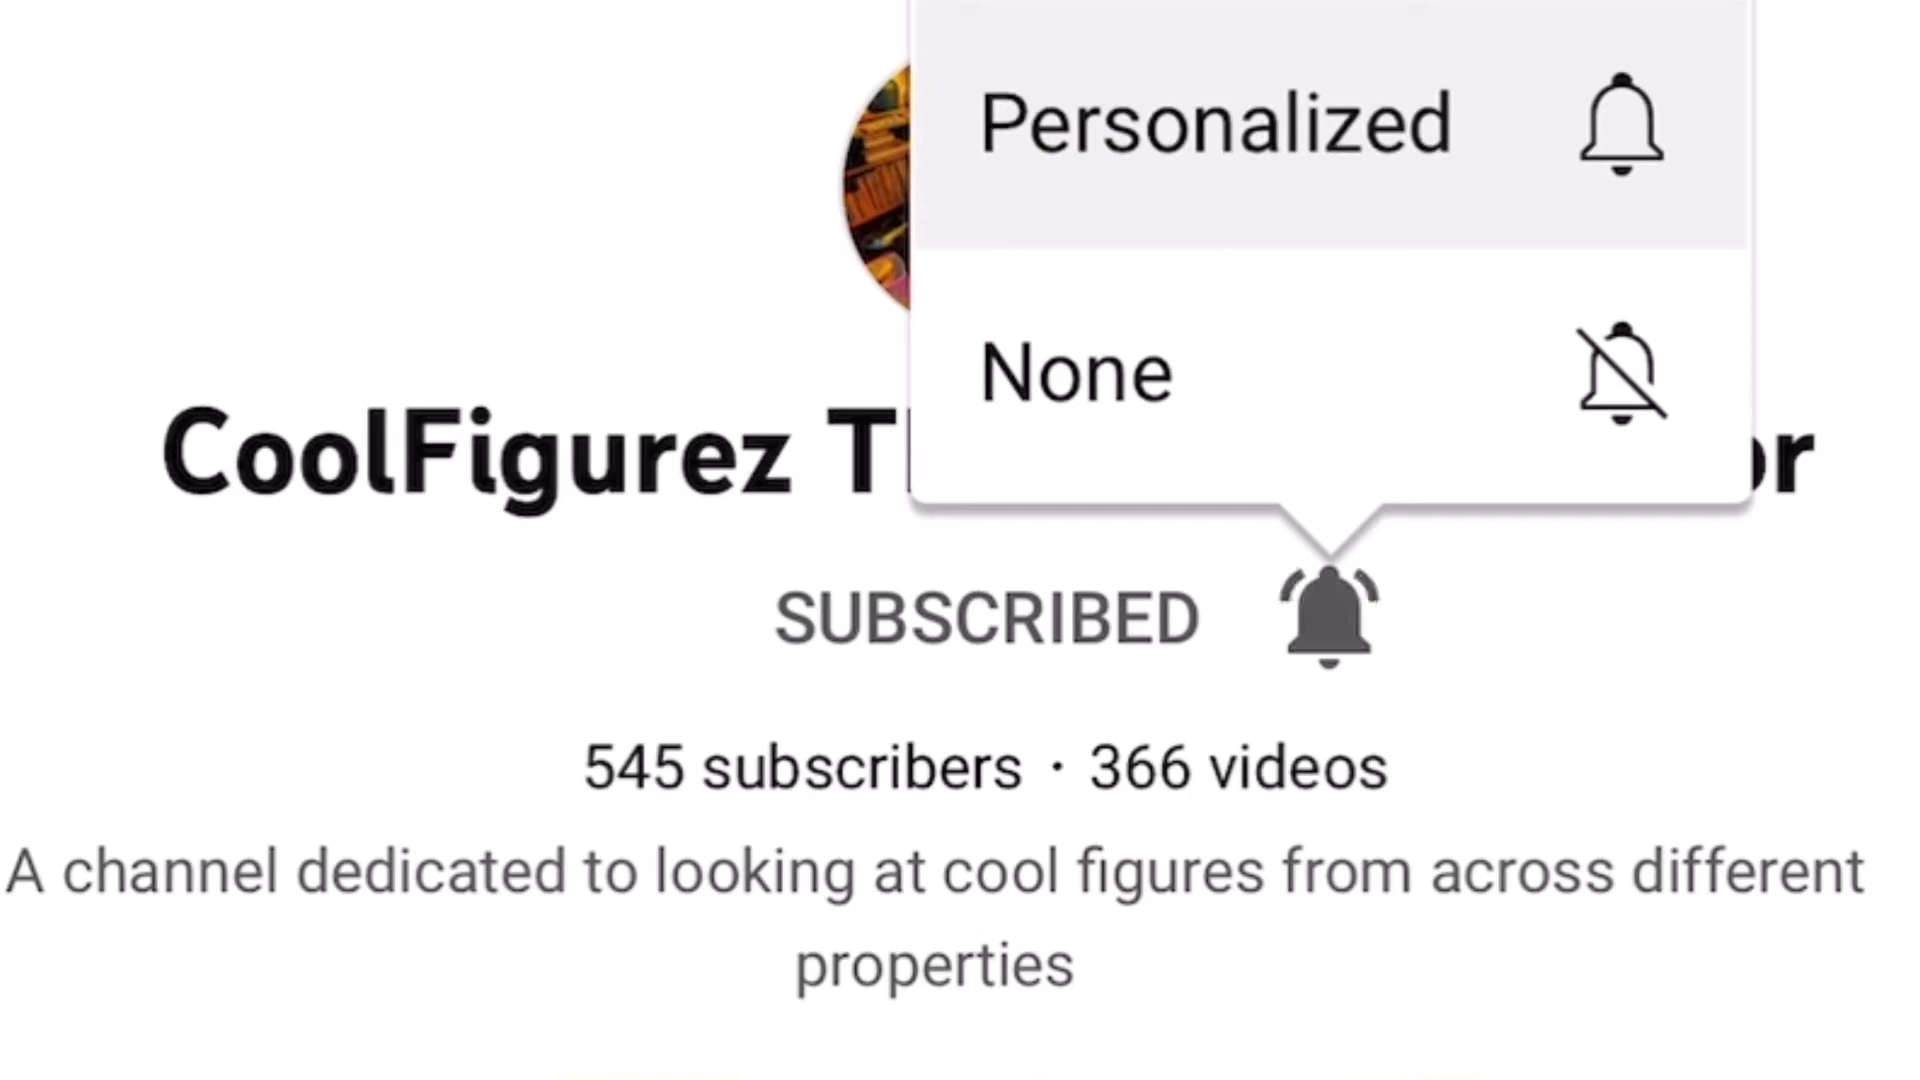 Personalized
None
CoolFigurez
SUBSCRIBED
545 subscribers · 366 videos
A channel dedicated to looking at cool figures from across different
properties